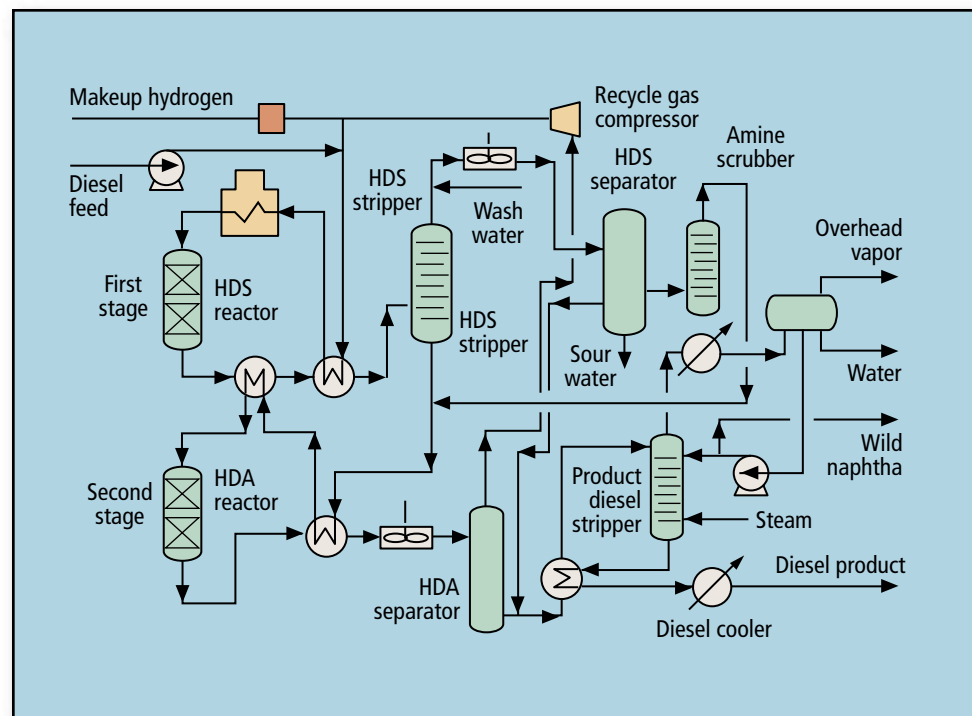 Makeup hydrogen
Recycle gas
compressor
Amine
scrubber
HDS
separator
HDS
stripper
Diesel
feed
Wash
water
Overhead
vapor
First
stage
HDS
reactor
HDS
stripper
Sour
water
Water
Wild
naphtha
Second
stage
HDA
reactor
Product
diesel
stripper
Steam
HDA
separator
Diesel product
Diesel cooler